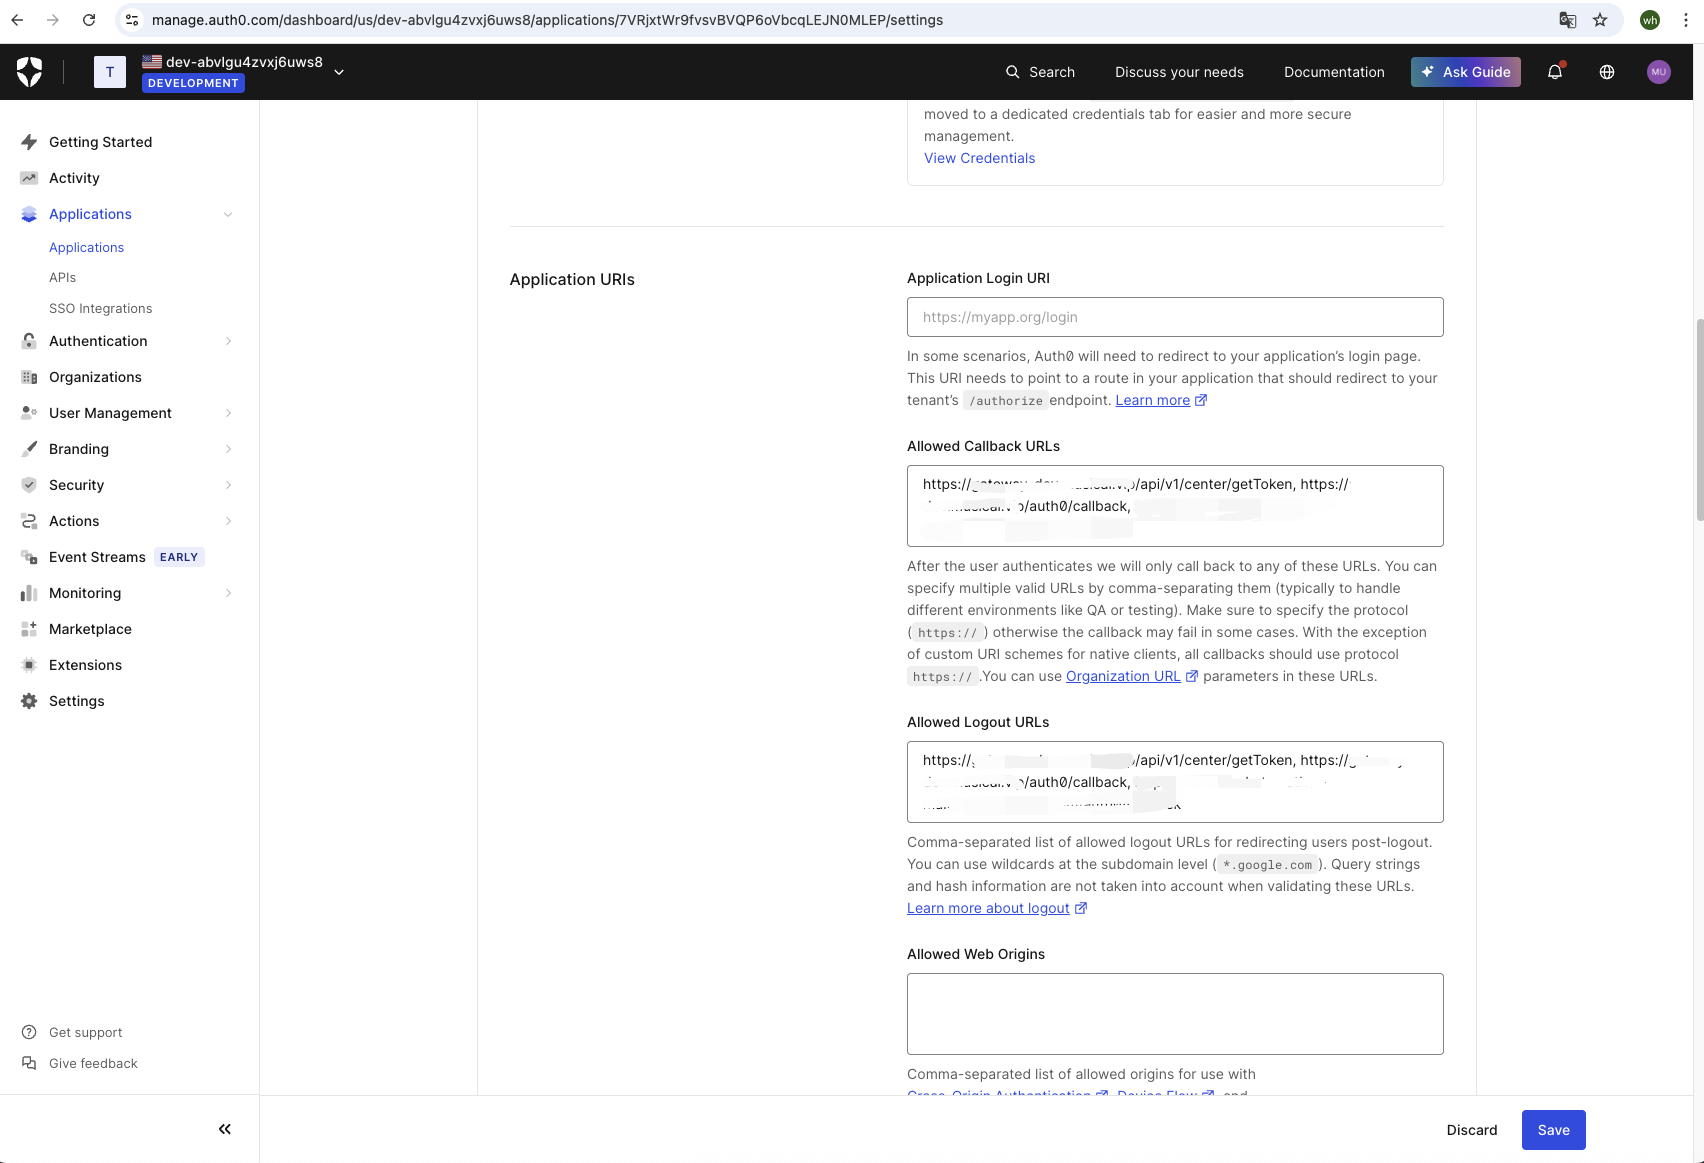 manage.auth0.com/dashboard/us/dev-abvlgu4zvxj6uws8/applications/7VRjxtWr9fvsvBVQP6oVbcqLEJN0MLEP/settings
wh
T
dev-abvlgu4zvxj6uws8
DEVELOPMENT
Search
Discuss your needs
Documentation
Ask Guide
MU
Getting Started
Activity
Applications
Applications
APIs
SSO Integrations
Authentication
Organizations
User Management
Branding
Security
Actions
Event Streams EARLY
Monitoring
Marketplace
Extensions
Settings
Get support
Give feedback
moved to a dedicated credentials tab for easier and more secure
management.
View Credentials
Application URIs
Application Login URI
https://myapp.org/login
In some scenarios, Auth0 will need to redirect to your application’s login page.
This URI needs to point to a route in your application that should redirect to your
tenant’s /authorize endpoint. Learn more
Allowed Callback URLs
https:// /api/v1/center/getToken, https://
/auth0/callback,
After the user authenticates we will only call back to any of these URLs. You can
specify multiple valid URLs by comma-separating them (typically to handle
different environments like QA or testing). Make sure to specify the protocol
( https:// ) otherwise the callback may fail in some cases. With the exception
of custom URI schemes for native clients, all callbacks should use protocol
https:// .You can use Organization URL parameters in these URLs.
Allowed Logout URLs
https:// /api/v1/center/getToken, https://
/auth0/callback,
Comma-separated list of allowed logout URLs for redirecting users post-logout.
You can use wildcards at the subdomain level ( *.google.com ). Query strings
and hash information are not taken into account when validating these URLs.
Learn more about logout
Allowed Web Origins
Comma-separated list of allowed origins for use with
Cross-Origin Authentication , Device Flow , and
Discard
Save